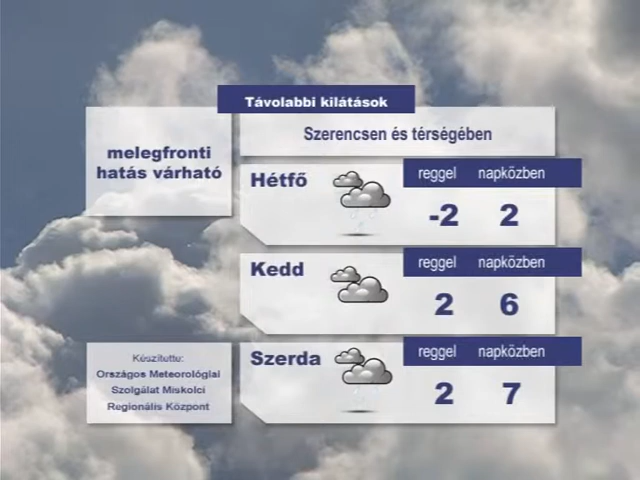 Távolabbi kilátások
Szerencsen és térségében
melegfronti
hatás várható
Hétfő
reggel napközben
-2 2
Kedd
reggel napközben
2 6
Szerda
reggel napközben
2 7
Készítette:
Országos Meteorológiai
Szolgálat Miskolci
Regionális Központ